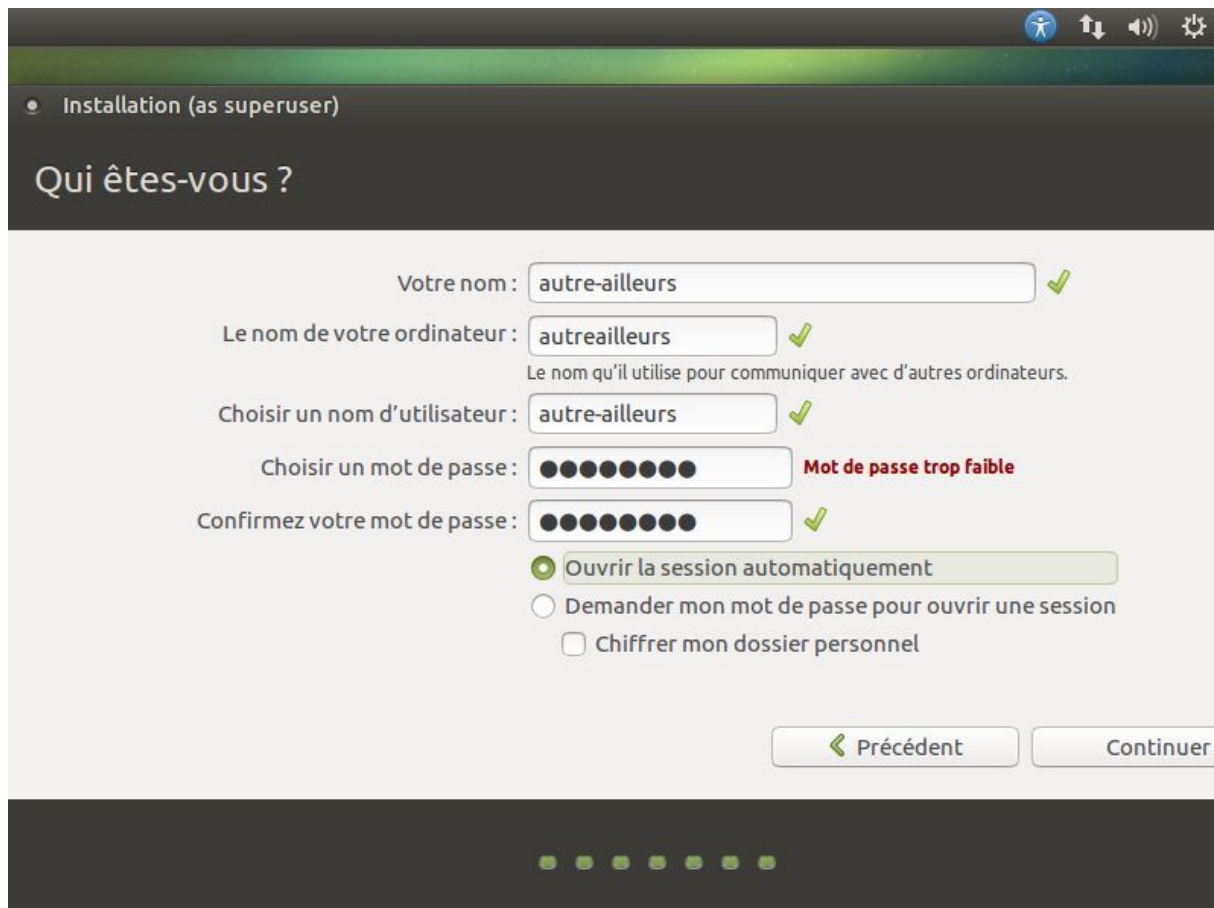 Installation (as superuser)
Qui êtes-vous ?
Votre nom : autre-ailleurs
Le nom de votre ordinateur : autreailleurs
Le nom qu'il utilise pour communiquer avec d'autres ordinateurs.
Choisir un nom d'utilisateur : autre-ailleurs
Choisir un mot de passe : ●●●●●●●● Mot de passe trop faible
Confirmez votre mot de passe : ●●●●●●●●
Ouvrir la session automatiquement
Demander mon mot de passe pour ouvrir une session
Chiffrer mon dossier personnel
Précédent Continuer